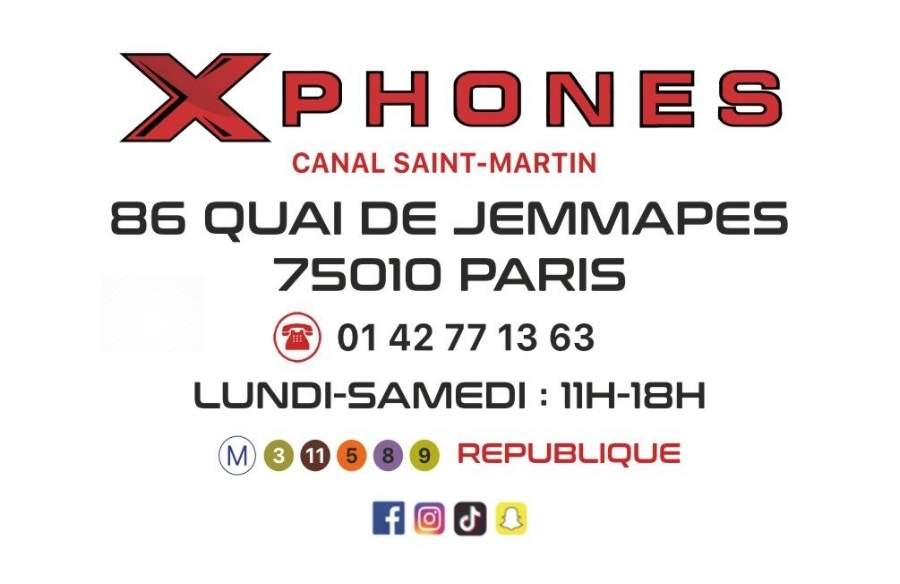 XPHONES
CANAL SAINT-MARTIN
86 QUAI DE JEMMAPES
75010 PARIS
01 42 77 13 63
LUNDI-SAMEDI : 11H-18H
M 3 11 5 8 9 REPUBLIQUE